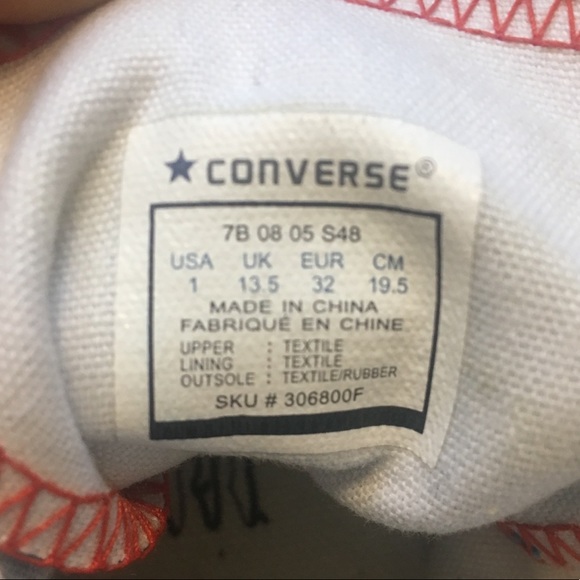 ★CONVERSE®
7B 08 05 S48
USA UK EUR CM
1 13.5 32 19.5
MADE IN CHINA
FABRIQUÉ EN CHINE
UPPER : TEXTILE
LINING : TEXTILE
OUTSOLE : TEXTILE/RUBBER
SKU # 306800F